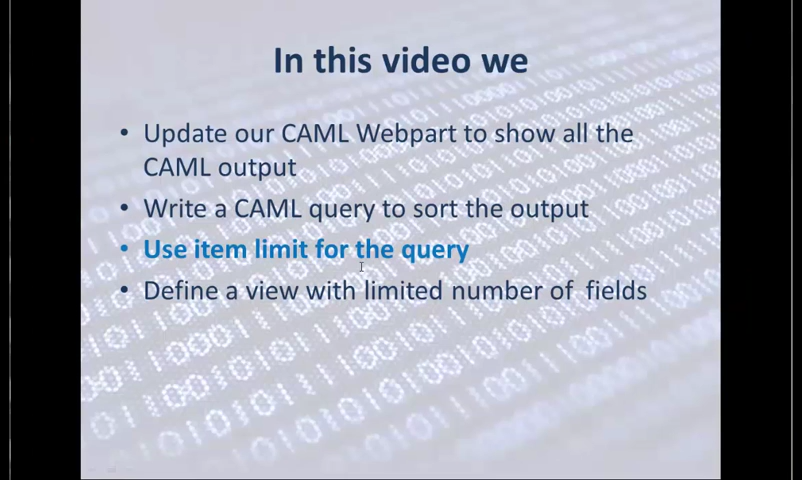 In this video we
• Update our CAML Webpart to show all the
CAML output
• Write a CAML query to sort the output
• Use item limit for the query
• Define a view with limited number of fields